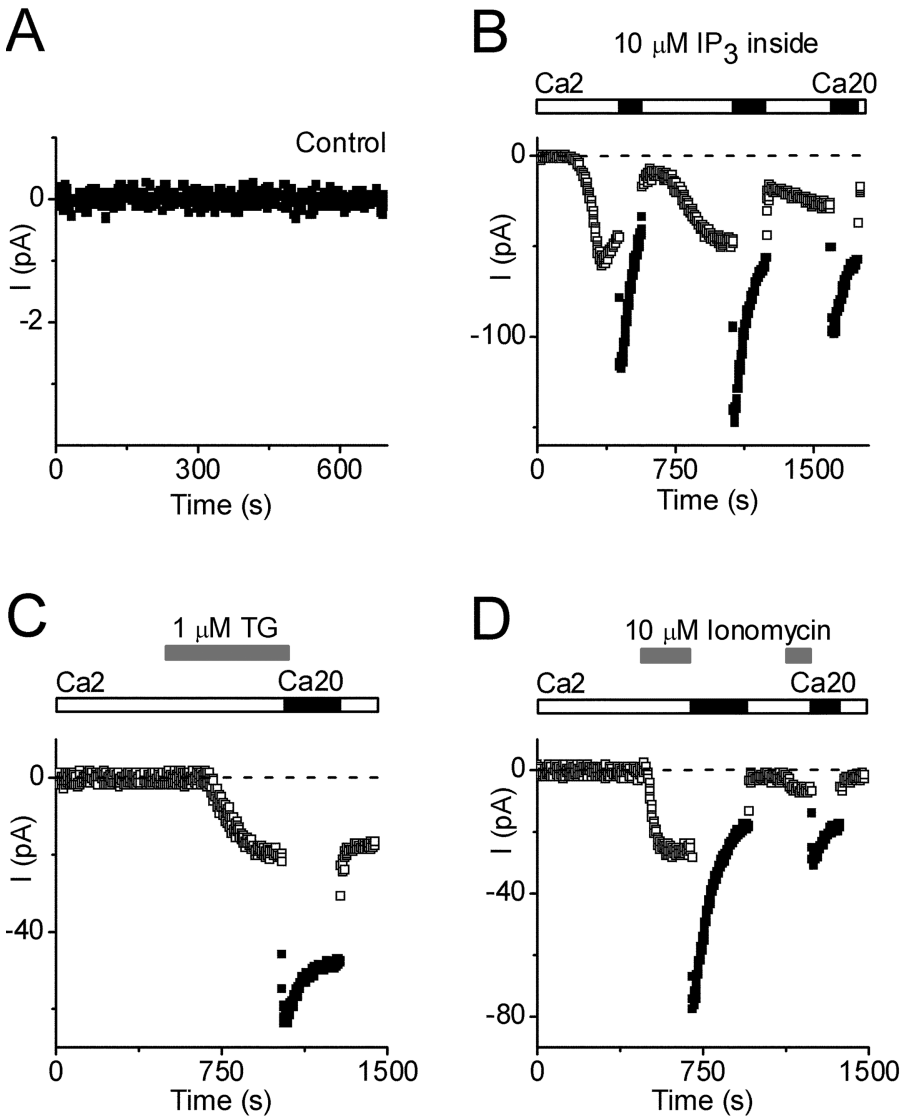 A
Control
0
-2
I (pA)
0 300 600
Time (s)
B
10 μM IP3 inside
Ca2 Ca20
0
-100
I (pA)
0 750 1500
Time (s)
C
1 μM TG
Ca2 Ca20
0
-40
I (pA)
0 750 1500
Time (s)
D
10 μM Ionomycin
Ca2 Ca20
0
-40
-80
I (pA)
0 750 1500
Time (s)